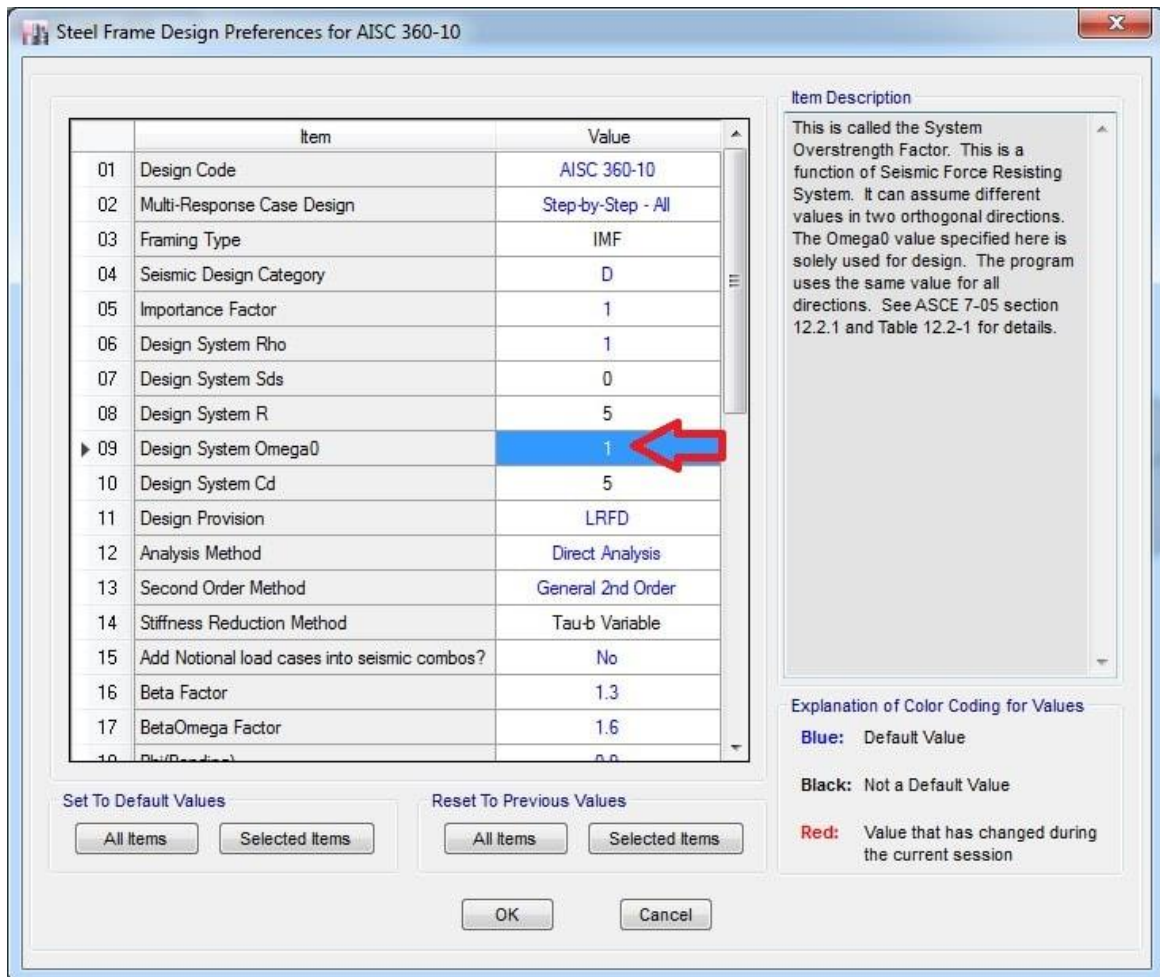 Steel Frame Design Preferences for AISC 360-10
Item Value
01 Design Code AISC 360-10
02 Multi-Response Case Design Step-by-Step - All
03 Framing Type IMF
04 Seismic Design Category D
05 Importance Factor 1
06 Design System Rho 1
07 Design System Sds 0
08 Design System R 5
09 Design System Omega0 1
10 Design System Cd 5
11 Design Provision LRFD
12 Analysis Method Direct Analysis
13 Second Order Method General 2nd Order
14 Stiffness Reduction Method Tau-b Variable
15 Add Notional load cases into seismic combos? No
16 Beta Factor 1.3
17 BetaOmega Factor 1.6
Item Description
This is called the System
Overstrength Factor. This is a
function of Seismic Force Resisting
System. It can assume different
values in two orthogonal directions.
The Omega0 value specified here is
solely used for design. The program
uses the same value for all
directions. See ASCE 7-05 section
12.2.1 and Table 12.2-1 for details.
Explanation of Color Coding for Values
Blue: Default Value
Black: Not a Default Value
Red: Value that has changed during
the current session
Set To Default Values
All Items Selected Items
Reset To Previous Values
All Items Selected Items
OK Cancel